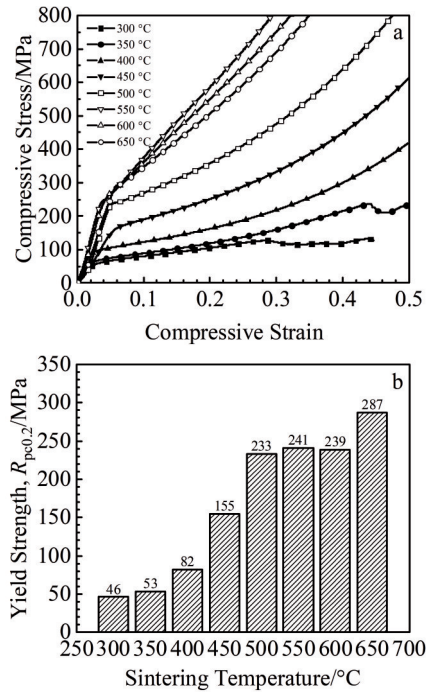 800
700
600
500
400
300
200
100
0
Compressive Stress/MPa
300 °C
350 °C
400 °C
450 °C
500 °C
550 °C
600 °C
650 °C
a
0.0 0.1 0.2 0.3 0.4 0.5
Compressive Strain
350
300
250
200
150
100
50
0
Yield Strength, Rpc0.2/MPa
b
46
53
82
155
233
241
239
287
250 300 350 400 450 500 550 600 650 700
Sintering Temperature/°C